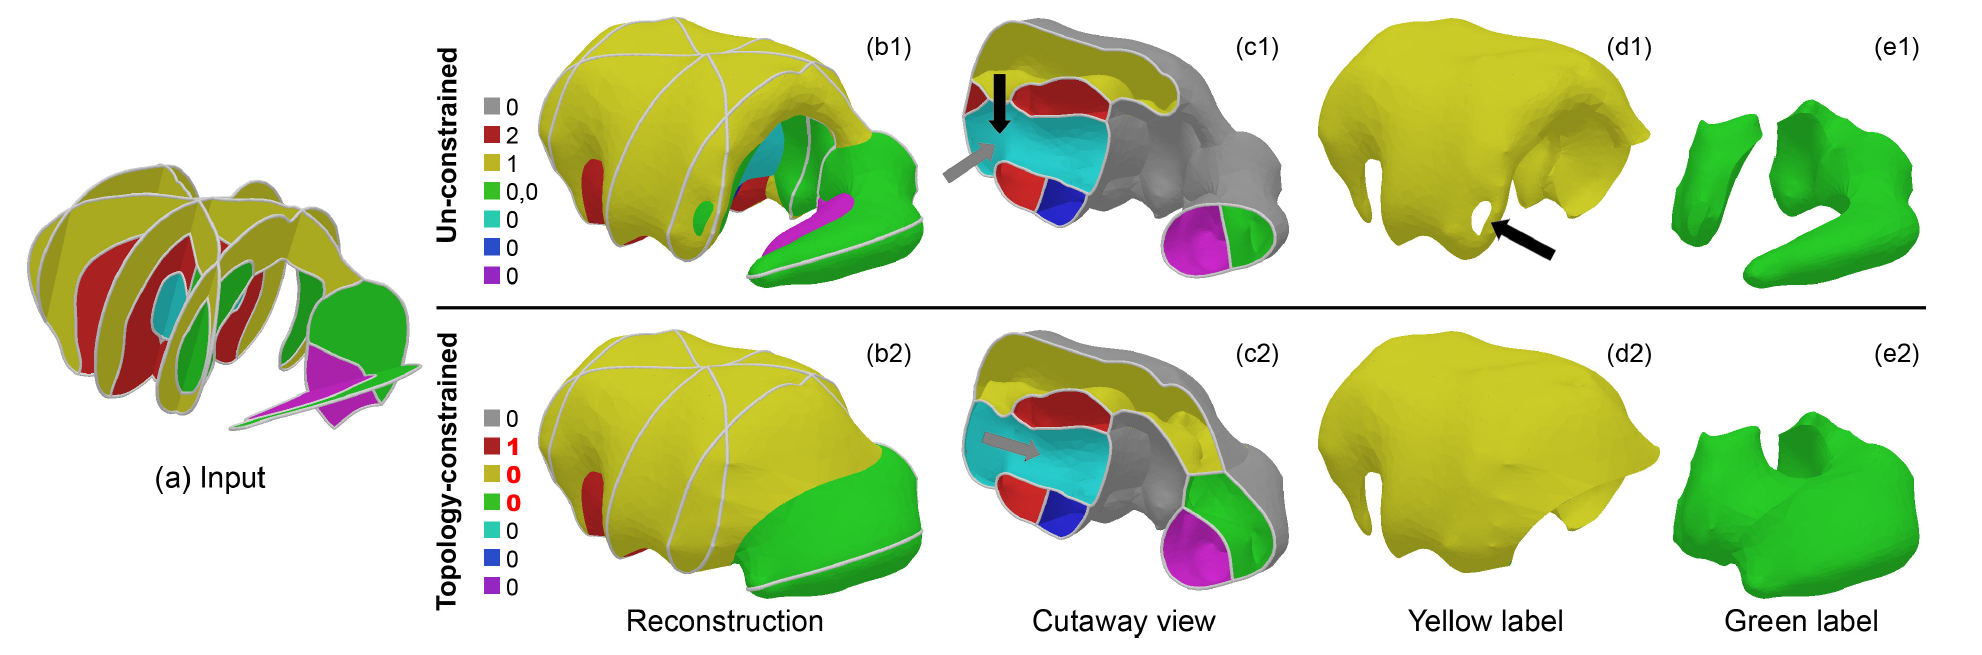 Un-constrained
(b1)
(c1)
(d1)
(e1)
0
2
1
0,0
0
0
0
(a) Input
Topology-constrained
(b2)
(c2)
(d2)
(e2)
0
1
0
0
0
0
0
Reconstruction
Cutaway view
Yellow label
Green label